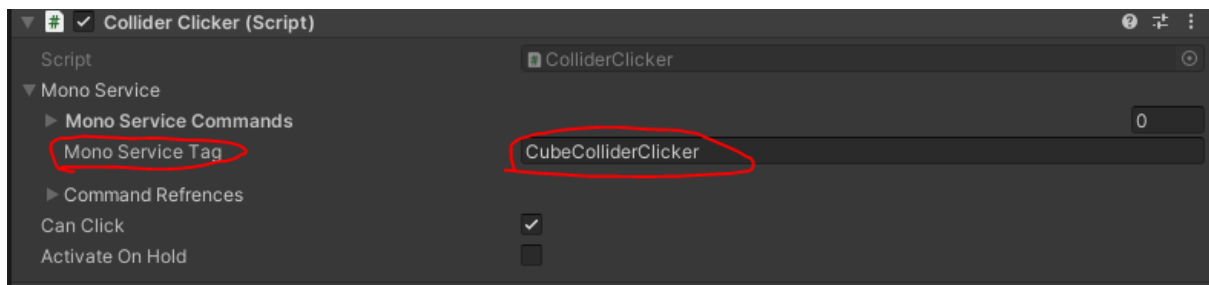 # Collider Clicker (Script)
Script # ColliderClicker
Mono Service
Mono Service Commands 0
Mono Service Tag CubeColliderClicker
Command Refrences
Can Click
Activate On Hold